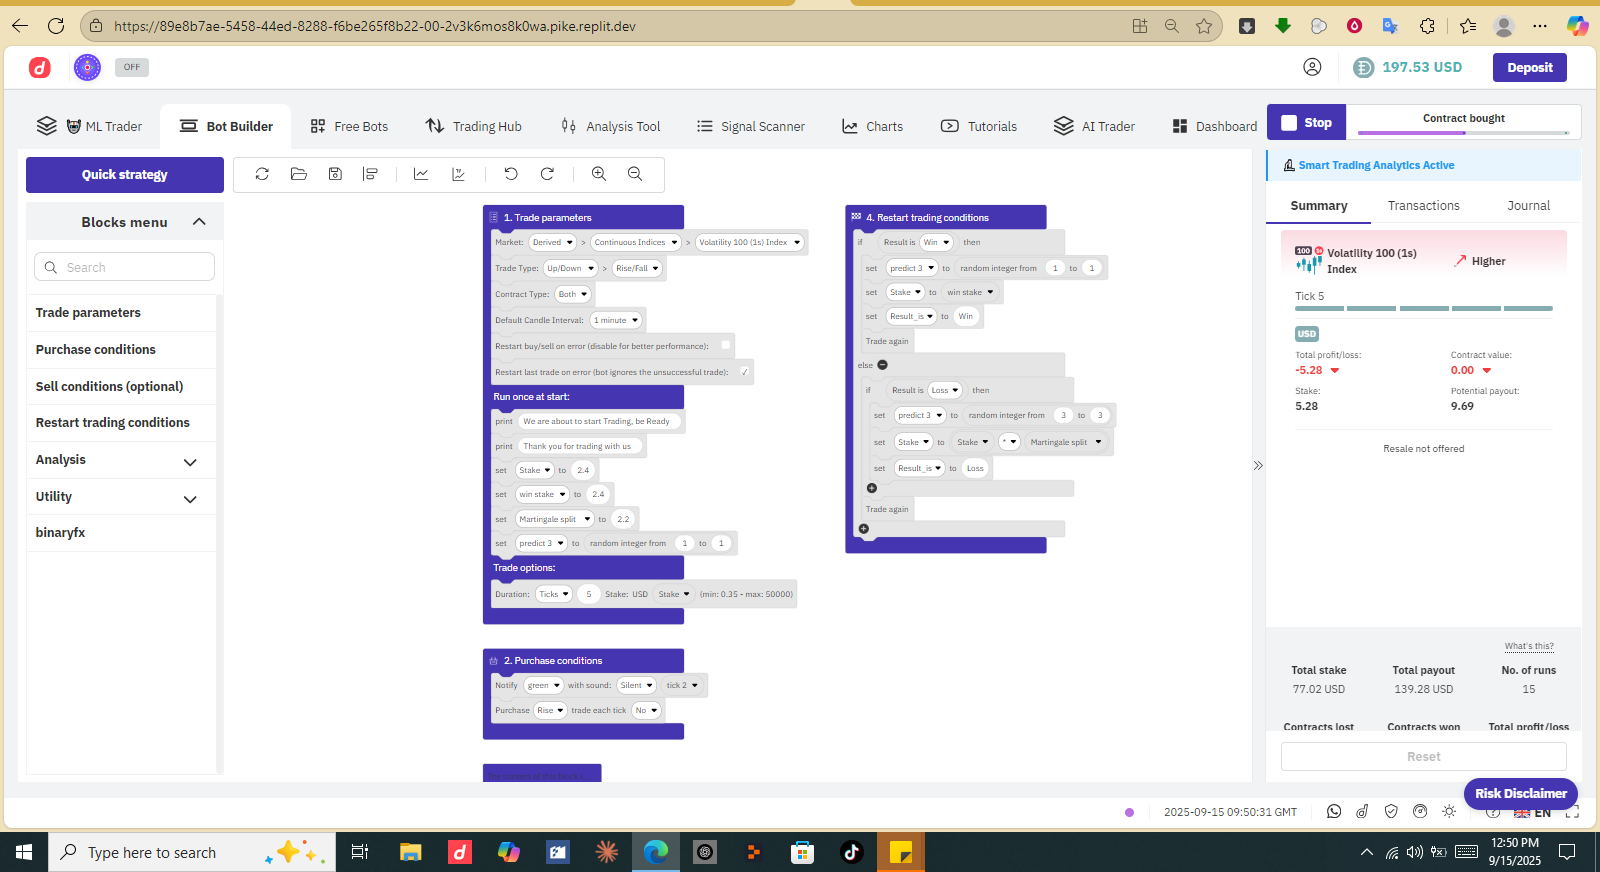 https://89e8b7ae-5458-44ed-8288-f6be265f8b22-00-2v3k6mos8k0wa.pike.replit.dev
d
OFF
197.53 USD
Deposit
ML Trader
Bot Builder
Free Bots
Trading Hub
Analysis Tool
Signal Scanner
Charts
Tutorials
AI Trader
Dashboard
Stop
Contract bought
Quick strategy
Blocks menu
Search
Trade parameters
Purchase conditions
Sell conditions (optional)
Restart trading conditions
Analysis
Utility
binaryfx
1. Trade parameters
Market: Derived > Continuous Indices > Volatility 100 (1s) Index
Trade Type: Up/Down > Rise/Fall
Contract Type: Both
Default Candle Interval: 1 minute
Restart buy/sell on error (disable for better performance):
Restart last trade on error (bot ignores the unsuccessful trade): ✓
Run once at start:
print We are about to start Trading, be Ready
print Thank you for trading with us
set Stake to 2.4
set win stake to 2.4
set Martingale split to 2.2
set predict 3 to random integer from 1 to 1
Trade options:
Duration: Ticks 5 Stake: USD Stake (min: 0.35 - max: 50000)
2. Purchase conditions
Notify green with sound: Silent tick 2
Purchase Rise trade each tick No
4. Restart trading conditions
if Result is Win then
set predict 3 to random integer from 1 to 1
set Stake to win stake
set Result_is to Win
Trade again
else
if Result is Loss then
set predict 3 to random integer from 3 to 3
set Stake to Stake * Martingale split
set Result_is to Loss
Trade again
Smart Trading Analytics Active
Summary
Transactions
Journal
100 1s
Volatility 100 (1s) Index
Higher
Tick 5
USD
Total profit/loss:
-5.28
Contract value:
0.00
Stake:
5.28
Potential payout:
9.69
Resale not offered
What's this?
Total stake
77.02 USD
Total payout
139.28 USD
No. of runs
15
Contracts lost
Contracts won
Total profit/loss
Reset
Risk Disclaimer
2025-09-15 09:50:31 GMT
EN
Type here to search
12:50 PM
9/15/2025